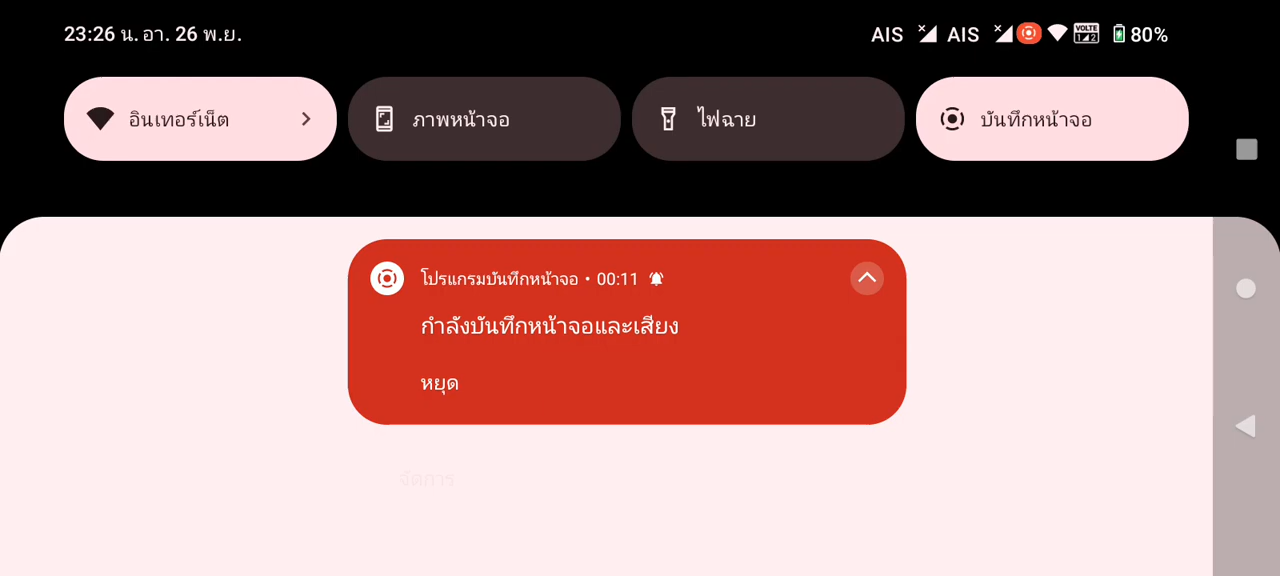 23:26 น. อา. 26 พ.ย.
AIS AIS VOLTE 1 2 80%
อินเทอร์เน็ต
ภาพหน้าจอ
ไฟฉาย
บันทึกหน้าจอ
โปรแกรมบันทึกหน้าจอ • 00:11
กำลังบันทึกหน้าจอและเสียง
หยุด
จัดการ